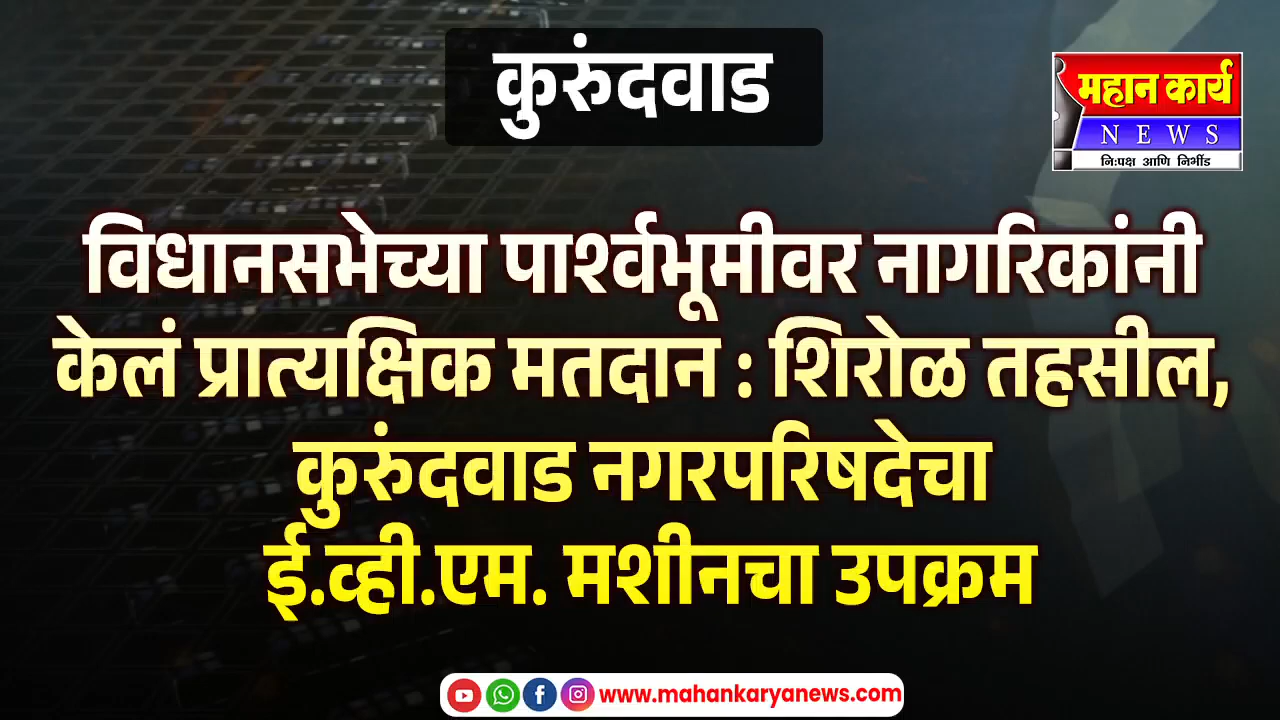 कुरुंदवाड
महान कार्य
NEWS
नि:पक्ष आणि निर्भीड
विधानसभेच्या पार्श्वभूमीवर नागरिकांनी
केलं प्रात्यक्षिक मतदान : शिरोळ तहसील,
कुरुंदवाड नगरपरिषदेचा
ई.व्ही.एम. मशीनचा उपक्रम
www.mahankaryanews.com